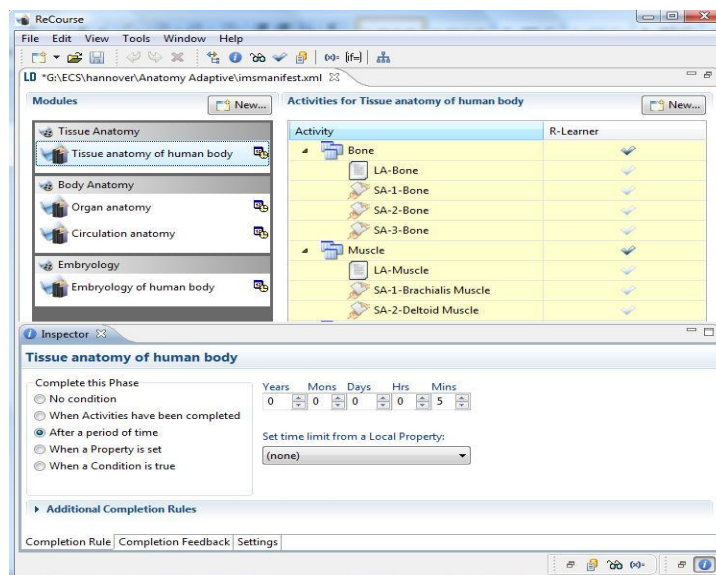 ReCourse
File Edit View Tools Window Help
LD *G:\ECS\hannover\Anatomy Adaptive\imsmanifest.xml
Modules
New...
Tissue Anatomy
Tissue anatomy of human body
Body Anatomy
Organ anatomy
Circulation anatomy
Embryology
Embryology of human body
Activities for Tissue anatomy of human body
New...
Activity R-Learner
Bone
LA-Bone
SA-1-Bone
SA-2-Bone
SA-3-Bone
Muscle
LA-Muscle
SA-1-Brachialis Muscle
SA-2-Deltoid Muscle
Inspector
Tissue anatomy of human body
Complete this Phase
No condition
When Activities have been completed
After a period of time
When a Property is set
When a Condition is true
Years Mons Days Hrs Mins
0 0 0 0 5
Set time limit from a Local Property:
(none)
Additional Completion Rules
Completion Rule Completion Feedback Settings